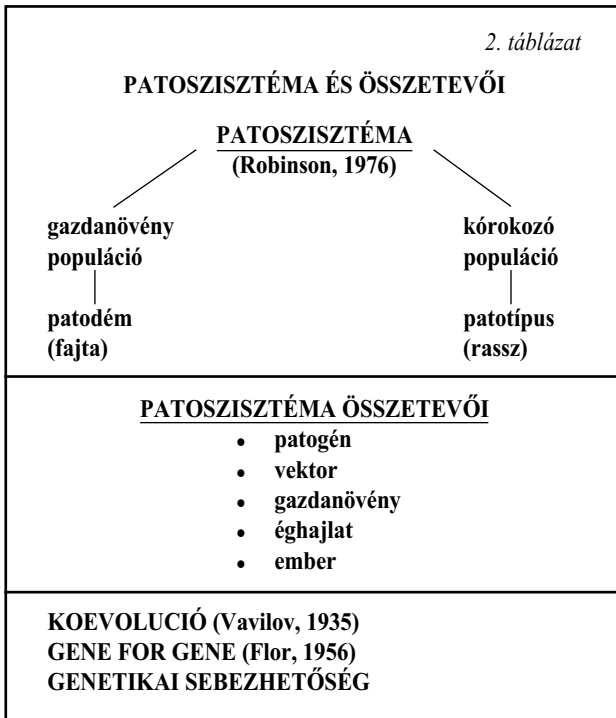 2. táblázat
PATOSZISZTÉMA ÉS ÖSSZETEVŐI
PATOSZISZTÉMA
(Robinson, 1976)
gazdanövény
populáció
patodém
(fajta)
kórokozó
populáció
patotípus
(rassz)
PATOSZISZTÉMA ÖSSZETEVŐI
• patogén
• vektor
• gazdanövény
• éghajlat
• ember
KOEVOLUCIÓ (Vavilov, 1935)
GENE FOR GENE (Flor, 1956)
GENETIKAI SEBEZHETŐSÉG